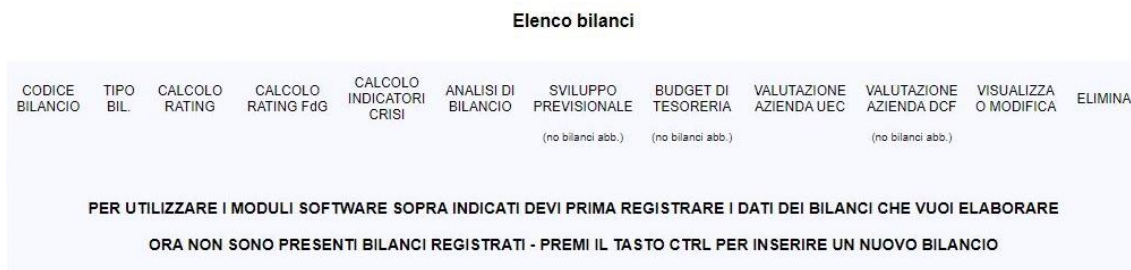 Elenco bilanci
CODICE BILANCIO
TIPO BIL.
CALCOLO RATING
CALCOLO RATING FdG
CALCOLO INDICATORI CRISI
ANALISI DI BILANCIO
SVILUPPO PREVISIONALE
(no bilanci abb.)
BUDGET DI TESORERIA
(no bilanci abb.)
VALUTAZIONE AZIENDA UEC
VALUTAZIONE AZIENDA DCF
(no bilanci abb.)
VISUALIZZA O MODIFICA
ELIMINA
PER UTILIZZARE I MODULI SOFTWARE SOPRA INDICATI DEVI PRIMA REGISTRARE I DATI DEI BILANCI CHE VUOI ELABORARE
ORA NON SONO PRESENTI BILANCI REGISTRATI - PREMI IL TASTO CTRL PER INSERIRE UN NUOVO BILANCIO